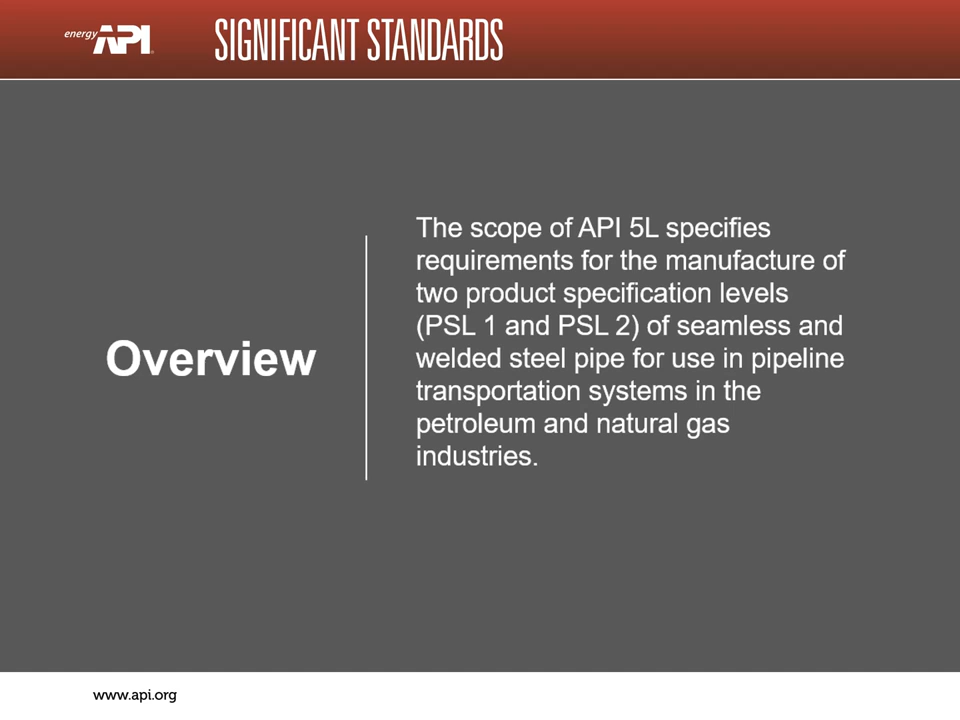 energy API
SIGNIFICANT STANDARDS
Overview
The scope of API 5L specifies
requirements for the manufacture of
two product specification levels
(PSL 1 and PSL 2) of seamless and
welded steel pipe for use in pipeline
transportation systems in the
petroleum and natural gas
industries.
www.api.org